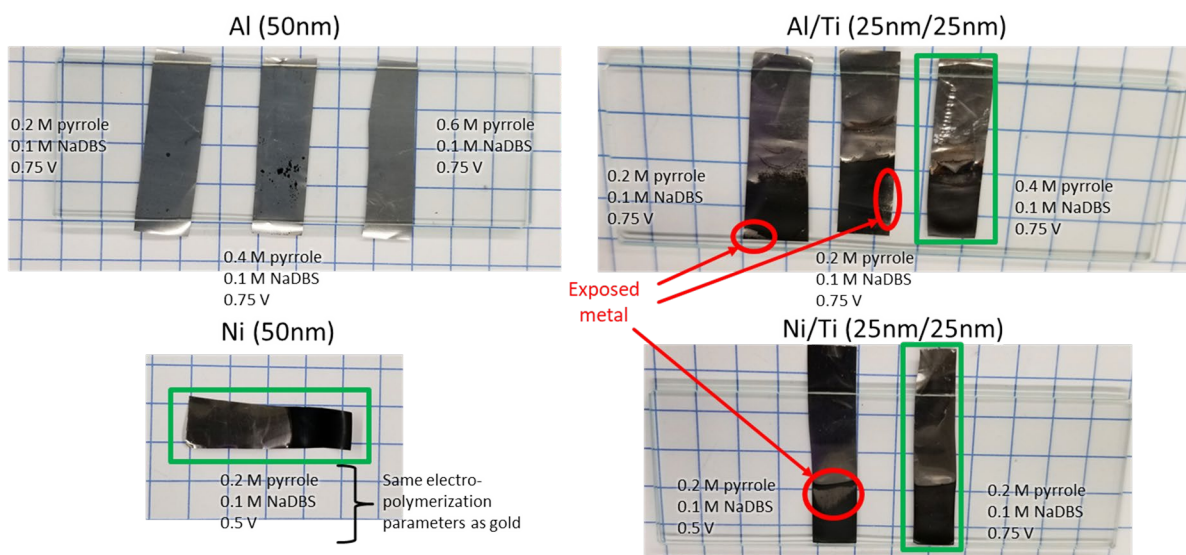 Al (50nm)
0.2 M pyrrole
0.1 M NaDBS
0.75 V
0.6 M pyrrole
0.1 M NaDBS
0.75 V
0.4 M pyrrole
0.1 M NaDBS
0.75 V
Al/Ti (25nm/25nm)
0.2 M pyrrole
0.1 M NaDBS
0.75 V
0.4 M pyrrole
0.1 M NaDBS
0.75 V
0.2 M pyrrole
0.1 M NaDBS
0.75 V
Exposed
metal
Ni (50nm)
0.2 M pyrrole
0.1 M NaDBS
0.5 V
Same electro-
polymerization
parameters as gold
Ni/Ti (25nm/25nm)
0.2 M pyrrole
0.1 M NaDBS
0.5 V
0.2 M pyrrole
0.1 M NaDBS
0.75 V